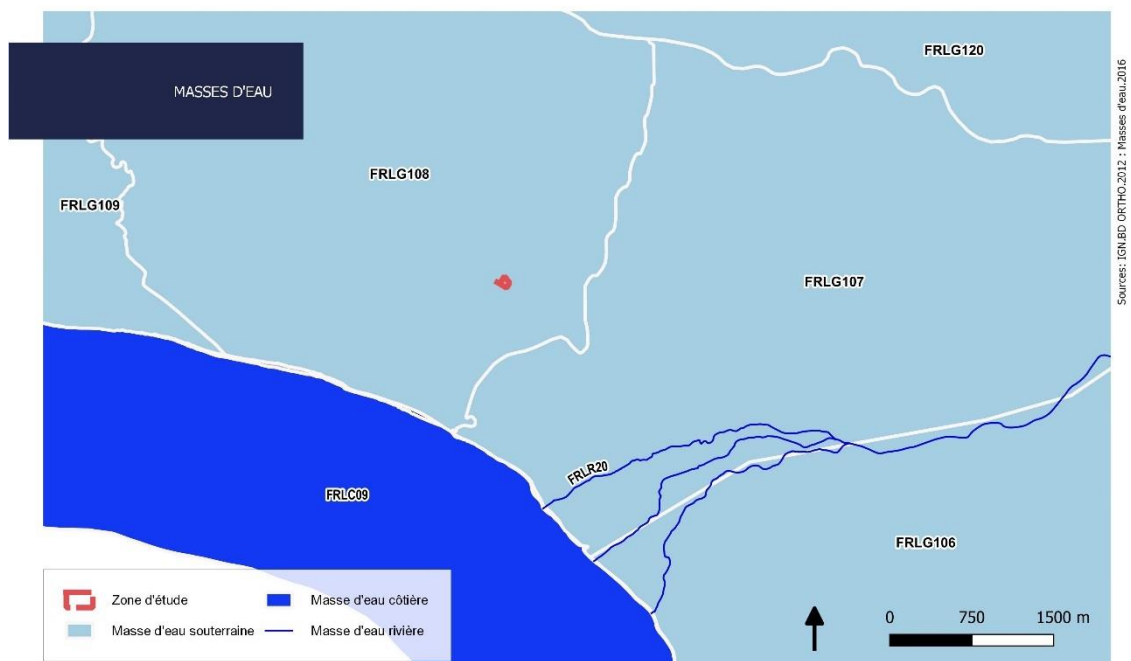 FRLG120
MASSES D'EAU
FRLG108
FRLG109
FRLG107
FRLR20
FRLC09
FRLG106
Zone d'étude
Masse d'eau côtière
Masse d'eau souterraine
Masse d'eau rivière
0 750 1500 m
Sources: IGN.BD ORTHO.2012 ; Masses d'eau.2016